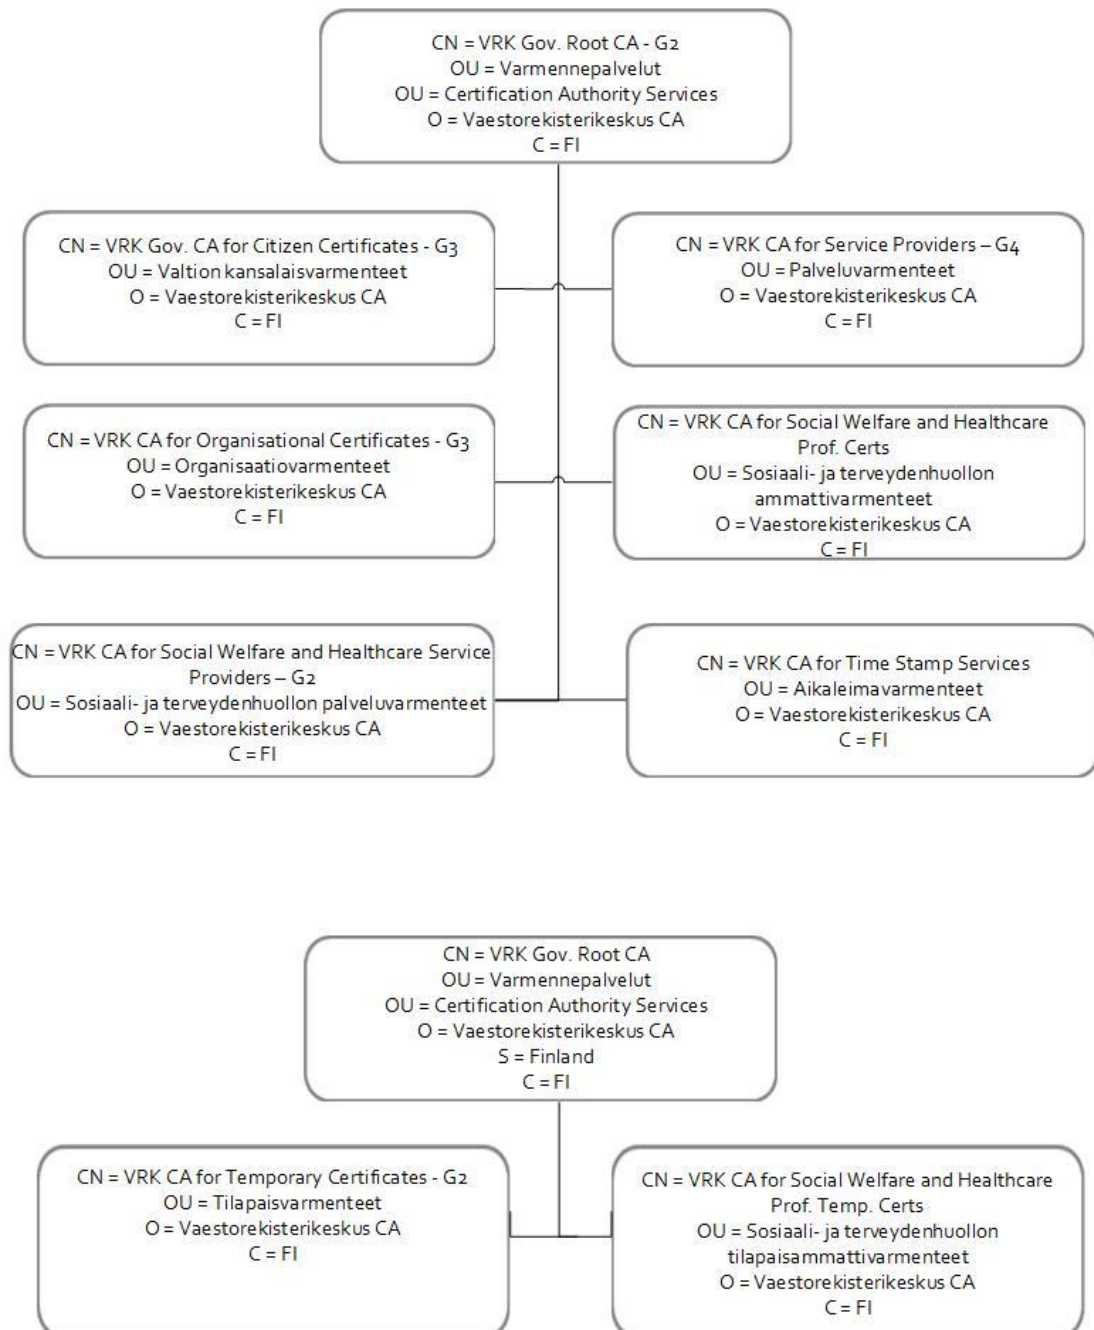 CN = VRK Gov. Root CA - G2
OU = Varmennepalvelut
OU = Certification Authority Services
O = Vaestorekisterikeskus CA
C = FI
CN = VRK Gov. CA for Citizen Certificates - G3
OU = Valtion kansalaisvarmenteet
O = Vaestorekisterikeskus CA
C = FI
CN = VRK CA for Service Providers – G4
OU = Palveluvarmenteet
O = Vaestorekisterikeskus CA
C = FI
CN = VRK CA for Organisational Certificates - G3
OU = Organisaatiovarmenteet
O = Vaestorekisterikeskus CA
C = FI
CN = VRK CA for Social Welfare and Healthcare
Prof. Certs
OU = Sosiaali- ja terveydenhuollon
ammattivarmenteet
O = Vaestorekisterikeskus CA
C = FI
CN = VRK CA for Social Welfare and Healthcare Service
Providers – G2
OU = Sosiaali- ja terveydenhuollon palveluvarmenteet
O = Vaestorekisterikeskus CA
C = FI
CN = VRK CA for Time Stamp Services
OU = Aikaleimavarmenteet
O = Vaestorekisterikeskus CA
C = FI
CN = VRK Gov. Root CA
OU = Varmennepalvelut
OU = Certification Authority Services
O = Vaestorekisterikeskus CA
S = Finland
C = FI
CN = VRK CA for Temporary Certificates - G2
OU = Tilapaisvarmenteet
O = Vaestorekisterikeskus CA
C = FI
CN = VRK CA for Social Welfare and Healthcare
Prof. Temp. Certs
OU = Sosiaali- ja terveydenhuollon
tilapaisammattivarmenteet
O = Vaestorekisterikeskus CA
C = FI